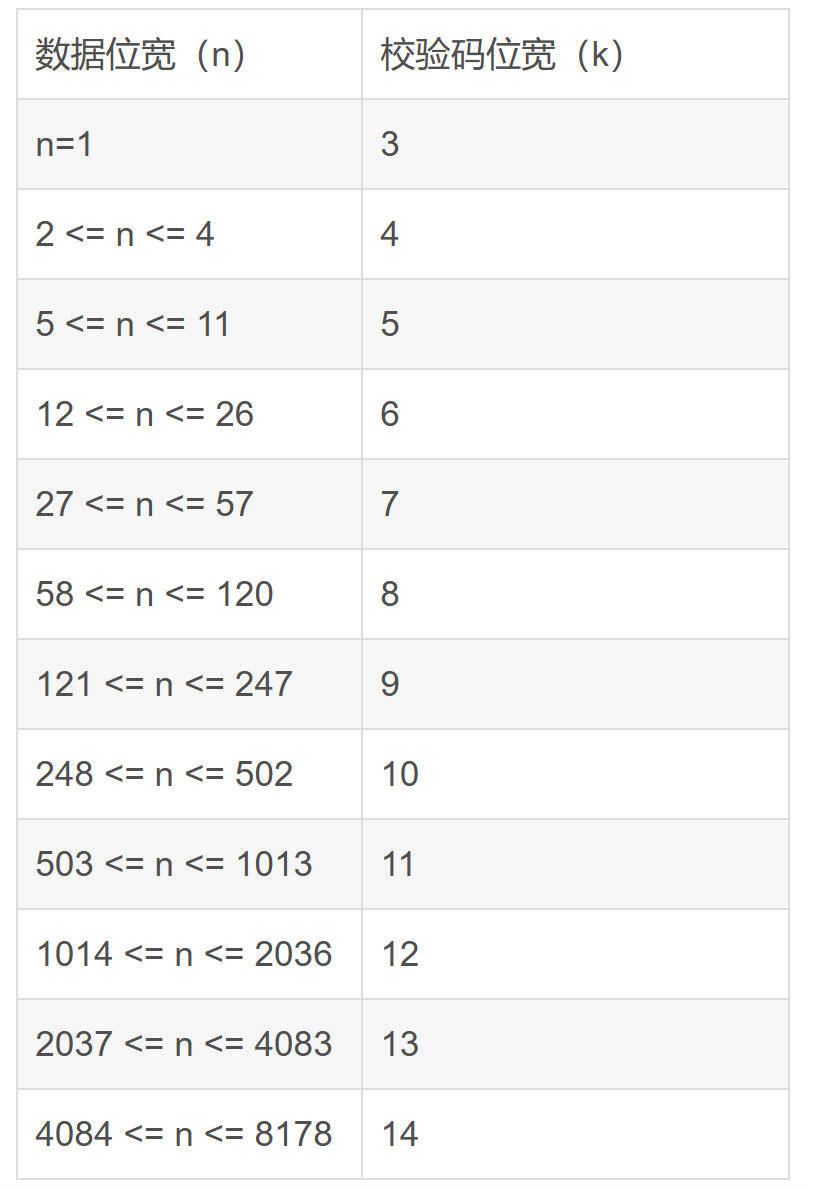 数据位宽（n） 校验码位宽（k）
n=1 3
2 <= n <= 4 4
5 <= n <= 11 5
12 <= n <= 26 6
27 <= n <= 57 7
58 <= n <= 120 8
121 <= n <= 247 9
248 <= n <= 502 10
503 <= n <= 1013 11
1014 <= n <= 2036 12
2037 <= n <= 4083 13
4084 <= n <= 8178 14